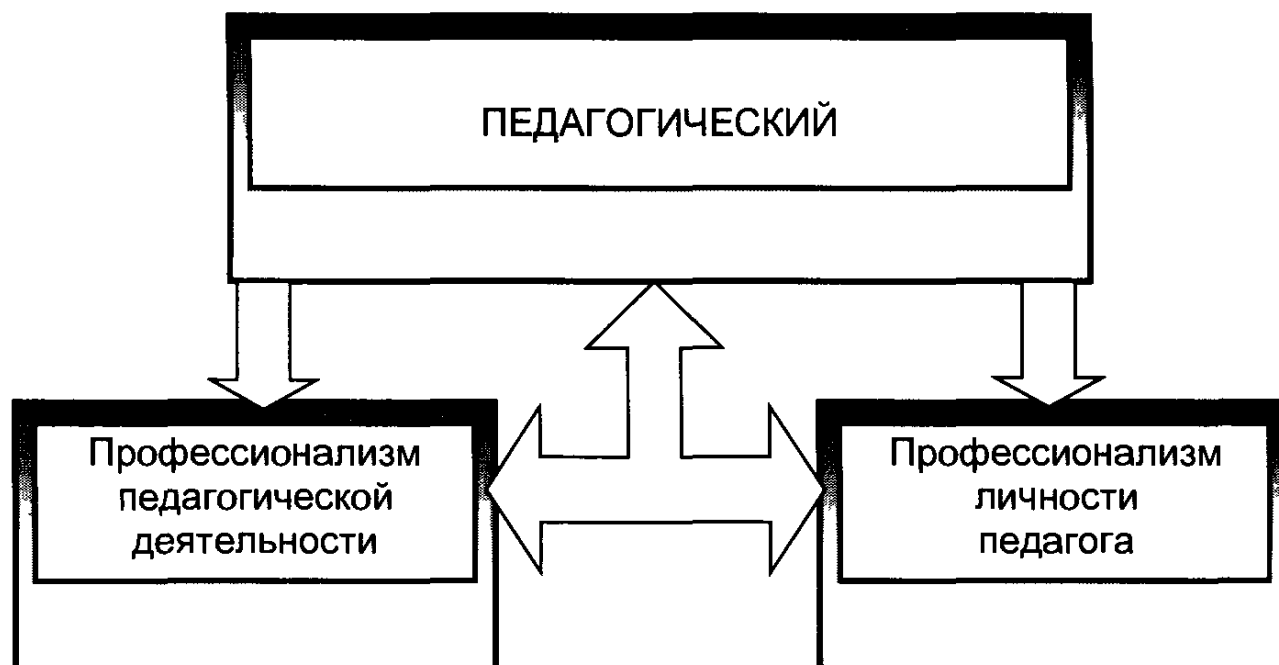 ПЕДАГОГИЧЕСКИЙ
Профессионализм
педагогической
деятельности
Профессионализм
личности
педагога